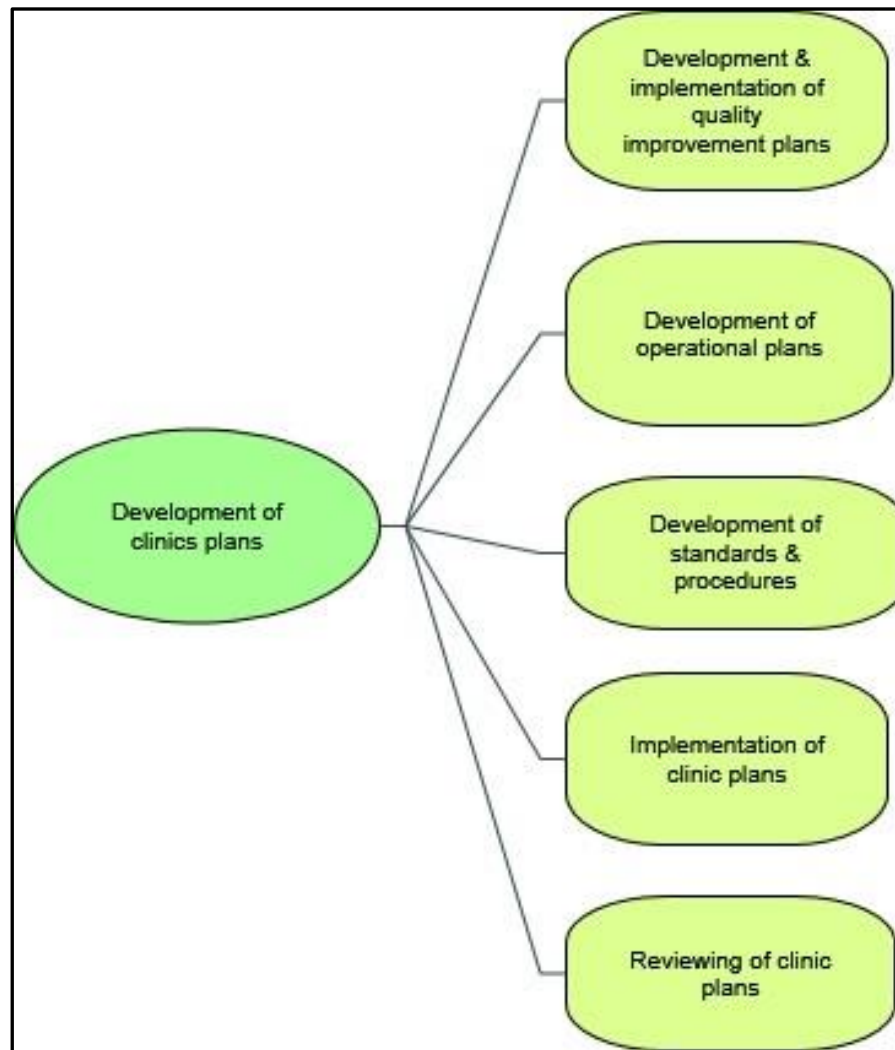 Development &
implementation of
quality
improvement plans
Development of
operational plans
Development of
clinics plans
Development of
standards &
procedures
Implementation of
clinic plans
Reviewing of clinic
plans